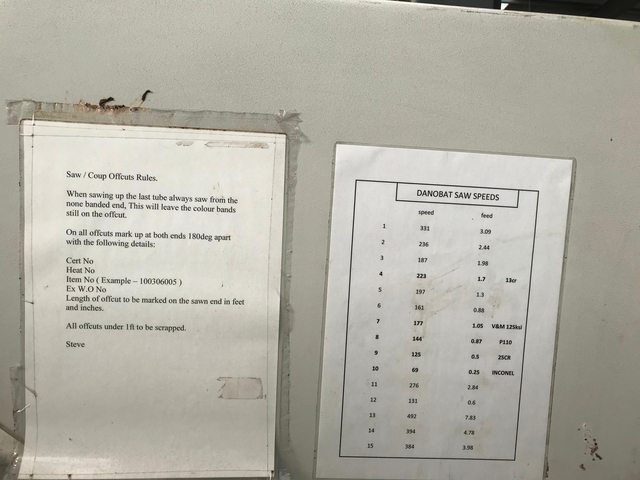 Saw / Coup Offcuts Rules.
When sawing up the last tube always saw from the
none banded end, This will leave the colour bands
still on the offcut.
On all offcuts mark up at both ends 180deg apart
with the following details:
Cert No
Heat No
Item No ( Example – 100306005 )
Ex W.O No
Length of offcut to be marked on the sawn end in feet
and inches.
All offcuts under 1ft to be scrapped.
Steve
DANOBAT SAW SPEEDS
speed feed
1 331 3.09
2 236 2.44
3 187 1.98
4 223 1.7 13cr
5 197 1.3
6 161 0.88
7 177 1.05 V&M 125ksi
8 144 0.87 P110
9 125 0.5 25CR
10 69 0.25 INCONEL
11 276 2.84
12 131 0.6
13 492 7.83
14 394 4.78
15 384 3.98